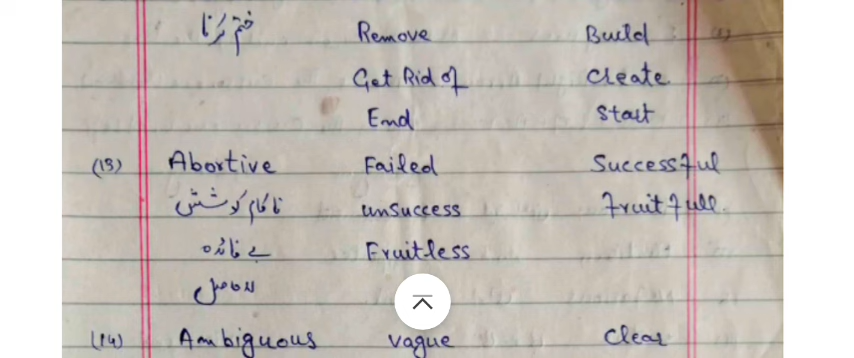 ختم کرنا Remove Build
Get Rid of Create
End Start
(13) Abortive Failed Successful
ناکام کوشش unsuccess Fruitfull
بے فائدہ Fruitless
لاحاصل
(14) Ambiguous vague Clear